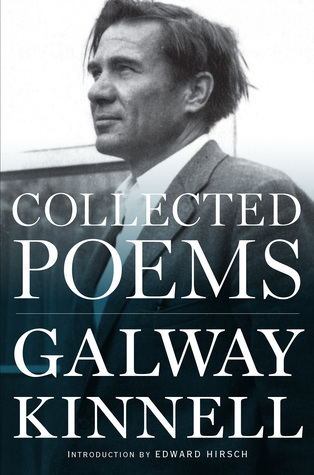 COLLECTED
POEMS
GALWAY
KINNELL
INTRODUCTION BY EDWARD HIRSCH